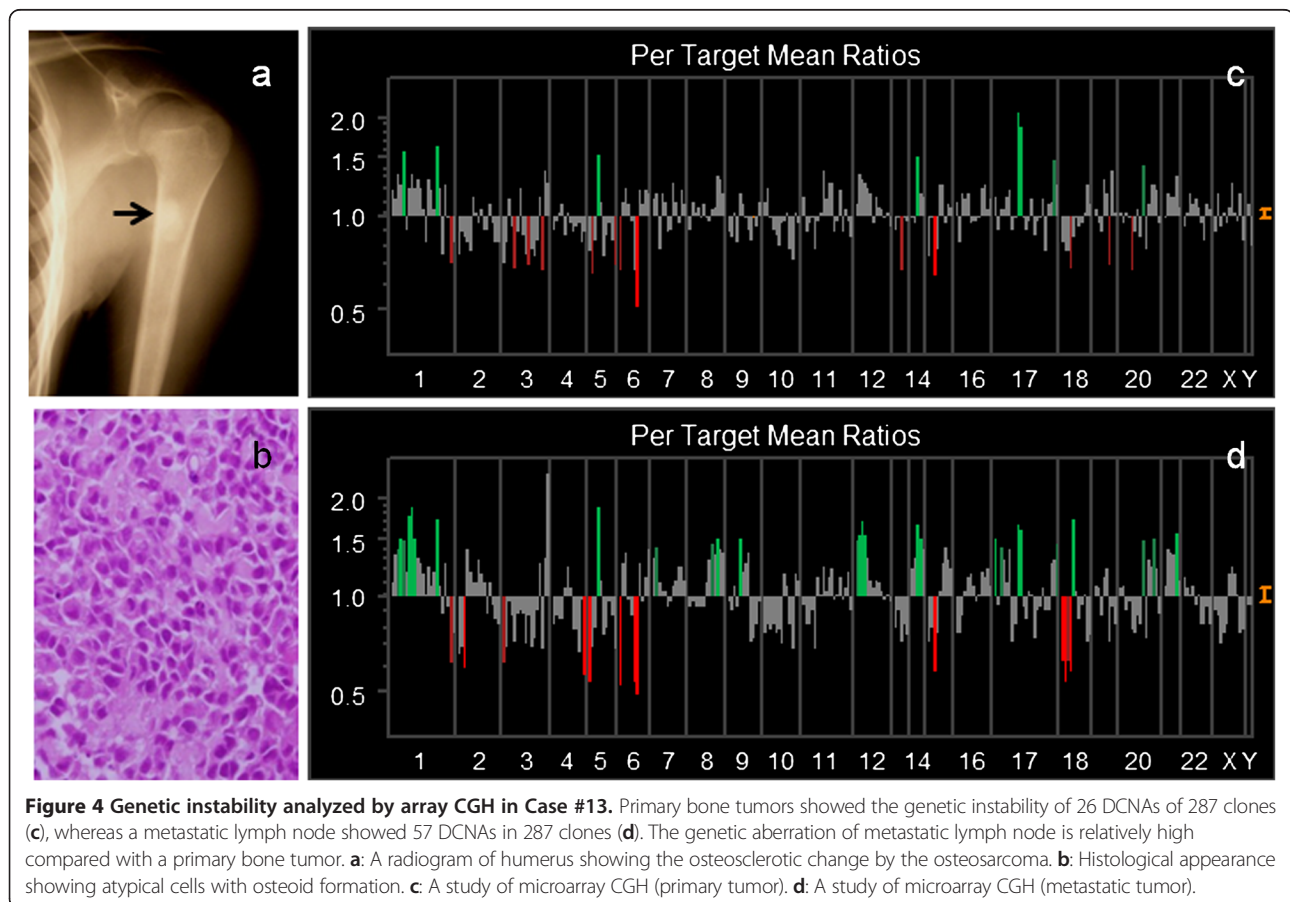 a
Per Target Mean Ratios
c
2.0
1.5
1.0
0.5
1 2 3 4 5 6 7 8 9 10 11 12 14 16 17 18 20 22 X Y
b
Per Target Mean Ratios
d
2.0
1.5
1.0
0.5
1 2 3 4 5 6 7 8 9 10 11 12 14 16 17 18 20 22 X Y
Figure 4 Genetic instability analyzed by array CGH in Case #13. Primary bone tumors showed the genetic instability of 26 DCNAs of 287 clones
(c), whereas a metastatic lymph node showed 57 DCNAs in 287 clones (d). The genetic aberration of metastatic lymph node is relatively high
compared with a primary bone tumor. a: A radiogram of humerus showing the osteosclerotic change by the osteosarcoma. b: Histological appearance
showing atypical cells with osteoid formation. c: A study of microarray CGH (primary tumor). d: A study of microarray CGH (metastatic tumor).